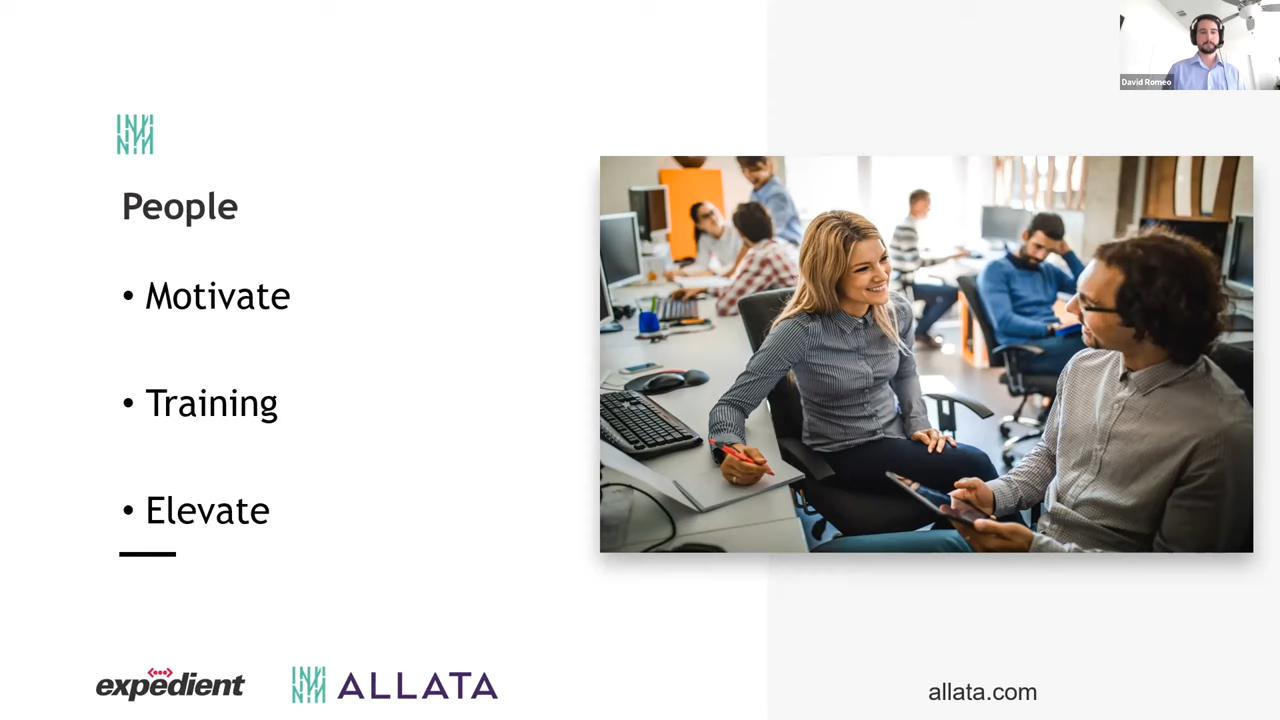 David Romeo
People
• Motivate
• Training
• Elevate
expedient
ALLATA
allata.com